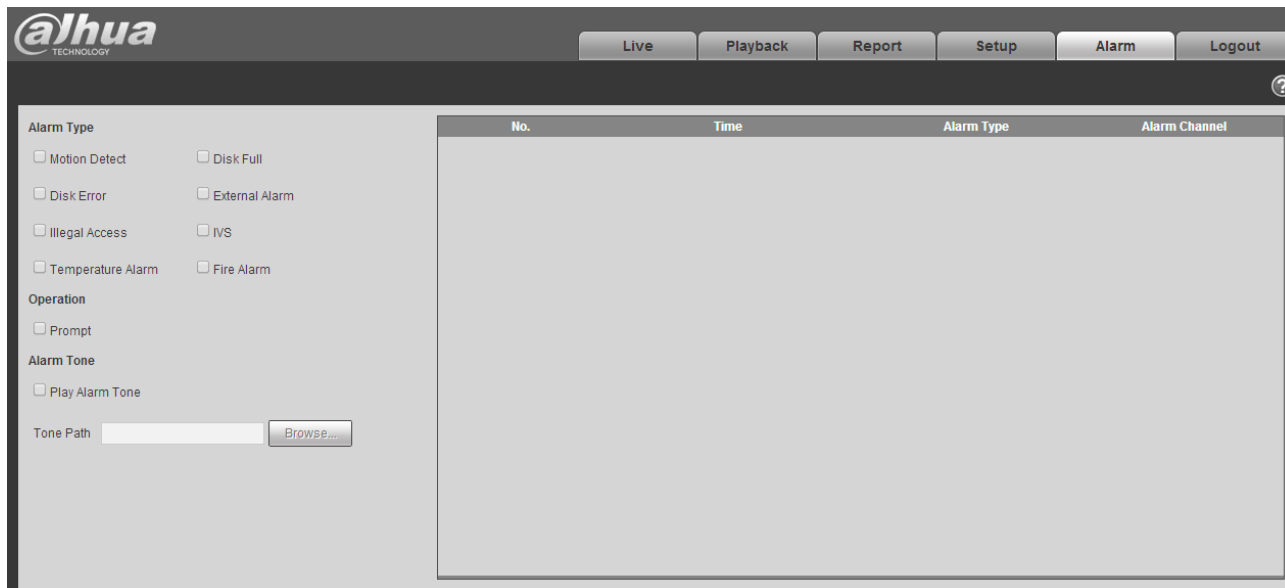 alhua
TECHNOLOGY
Live Playback Report Setup Alarm Logout
?
Alarm Type
Motion Detect Disk Full
Disk Error External Alarm
Illegal Access IVS
Temperature Alarm Fire Alarm
Operation
Prompt
Alarm Tone
Play Alarm Tone
Tone Path Browse...
No. Time Alarm Type Alarm Channel